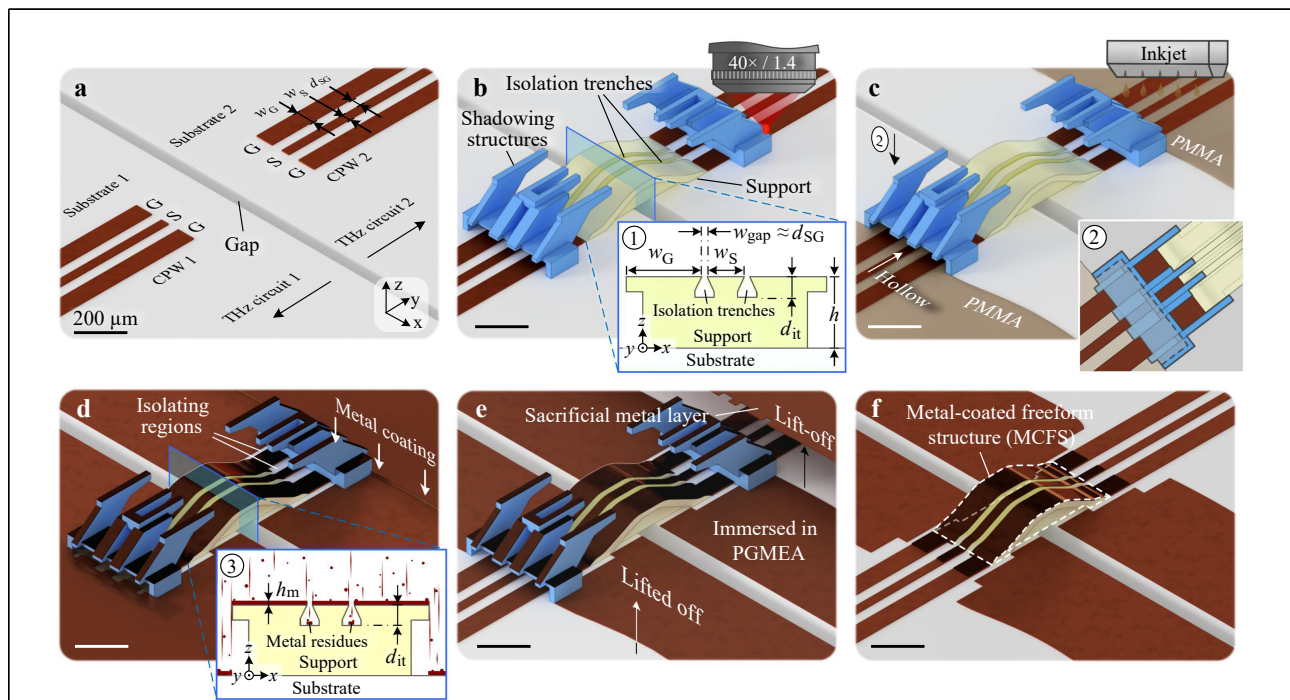 a
w_G
w_S
d_SG
Substrate 2
G
S
G
CPW 2
Substrate 1
G
S
G
CPW 1
Gap
THz circuit 2
THz circuit 1
z
y
x
200 µm
b
40× / 1.4
Isolation trenches
Shadowing
structures
Support
①
w_gap ≈ d_SG
w_G
w_S
Isolation trenches
d_it
h
z
Support
y
x
Substrate
c
Inkjet
②
PMMA
Hollow
PMMA
②
d
Isolating
regions
Metal coating
③
h_m
Metal residues
d_it
z
Support
y
x
Substrate
e
Sacrificial metal layer
Lift-off
Immersed in
PGMEA
Lifted off
f
Metal-coated freeform
structure (MCFS)